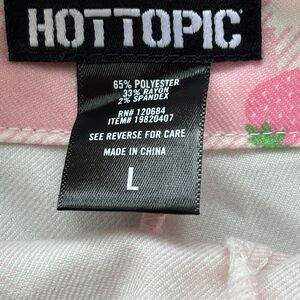 HOTTOPIC
65% POLYESTER
33% RAYON
2% SPANDEX
RN# 120684
ITEM# 19820407
SEE REVERSE FOR CARE
MADE IN CHINA
L